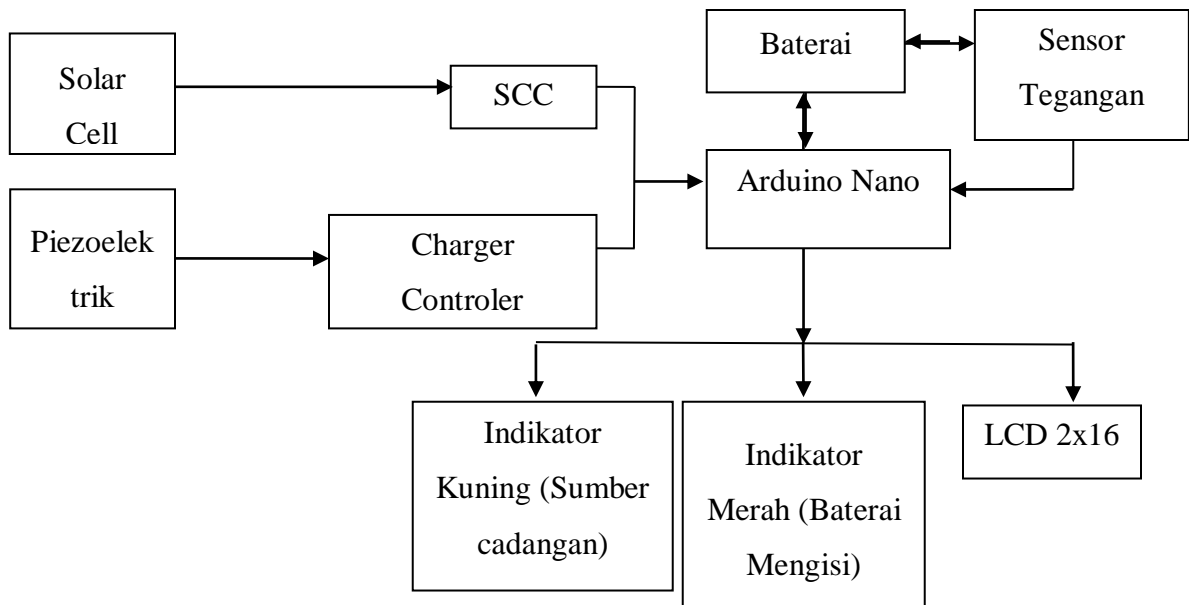 Solar
Cell
SCC
Baterai
Sensor
Tegangan
Piezoelek
trik
Charger
Controler
Arduino Nano
Indikator
Kuning (Sumber
cadangan)
Indikator
Merah (Baterai
Mengisi)
LCD 2x16